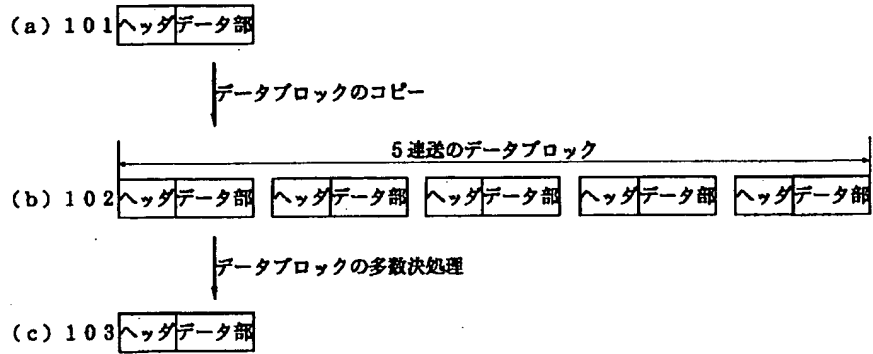 (a) 101 ヘッダ データ部
データブロックのコピー
5連送のデータブロック
(b) 102 ヘッダ データ部 ヘッダ データ部 ヘッダ データ部 ヘッダ データ部 ヘッダ データ部
データブロックの多数決処理
(c) 103 ヘッダ データ部